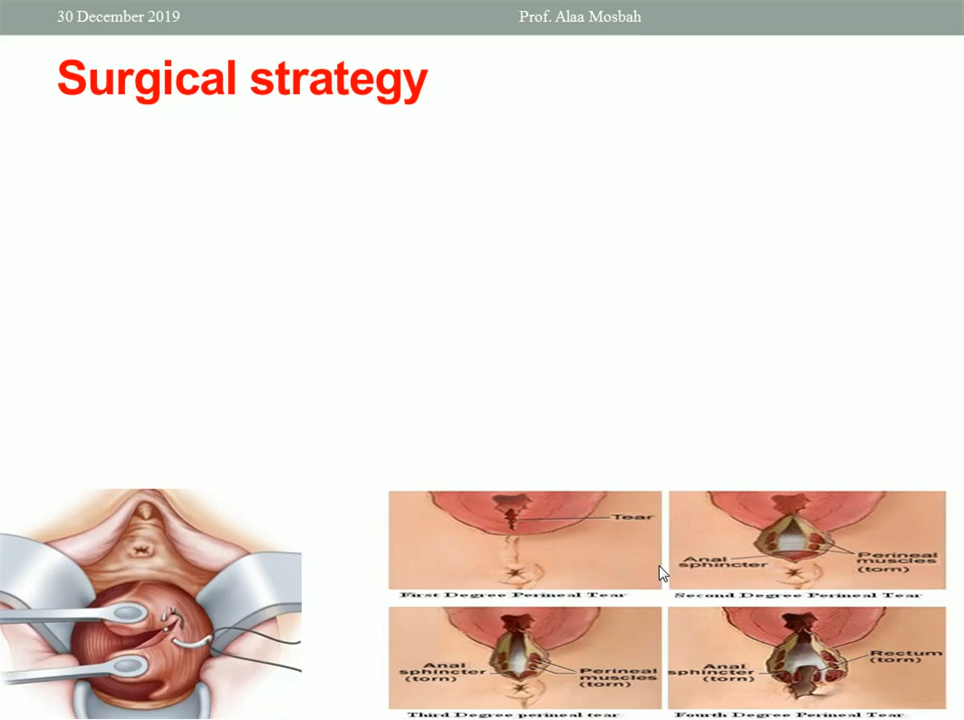 30 December 2019
Prof. Alaa Mosbah
Surgical strategy
Tear
First Degree Perineal Tear
Anal
sphincter
Perineal
muscles
(torn)
Second Degree Perineal Tear
Anal
sphincter
(torn)
Perineal
muscles
(torn)
Third Degree perineal tear
Anal
sphincter
(torn)
Rectum
(torn)
Fourth Degree Perineal Tear